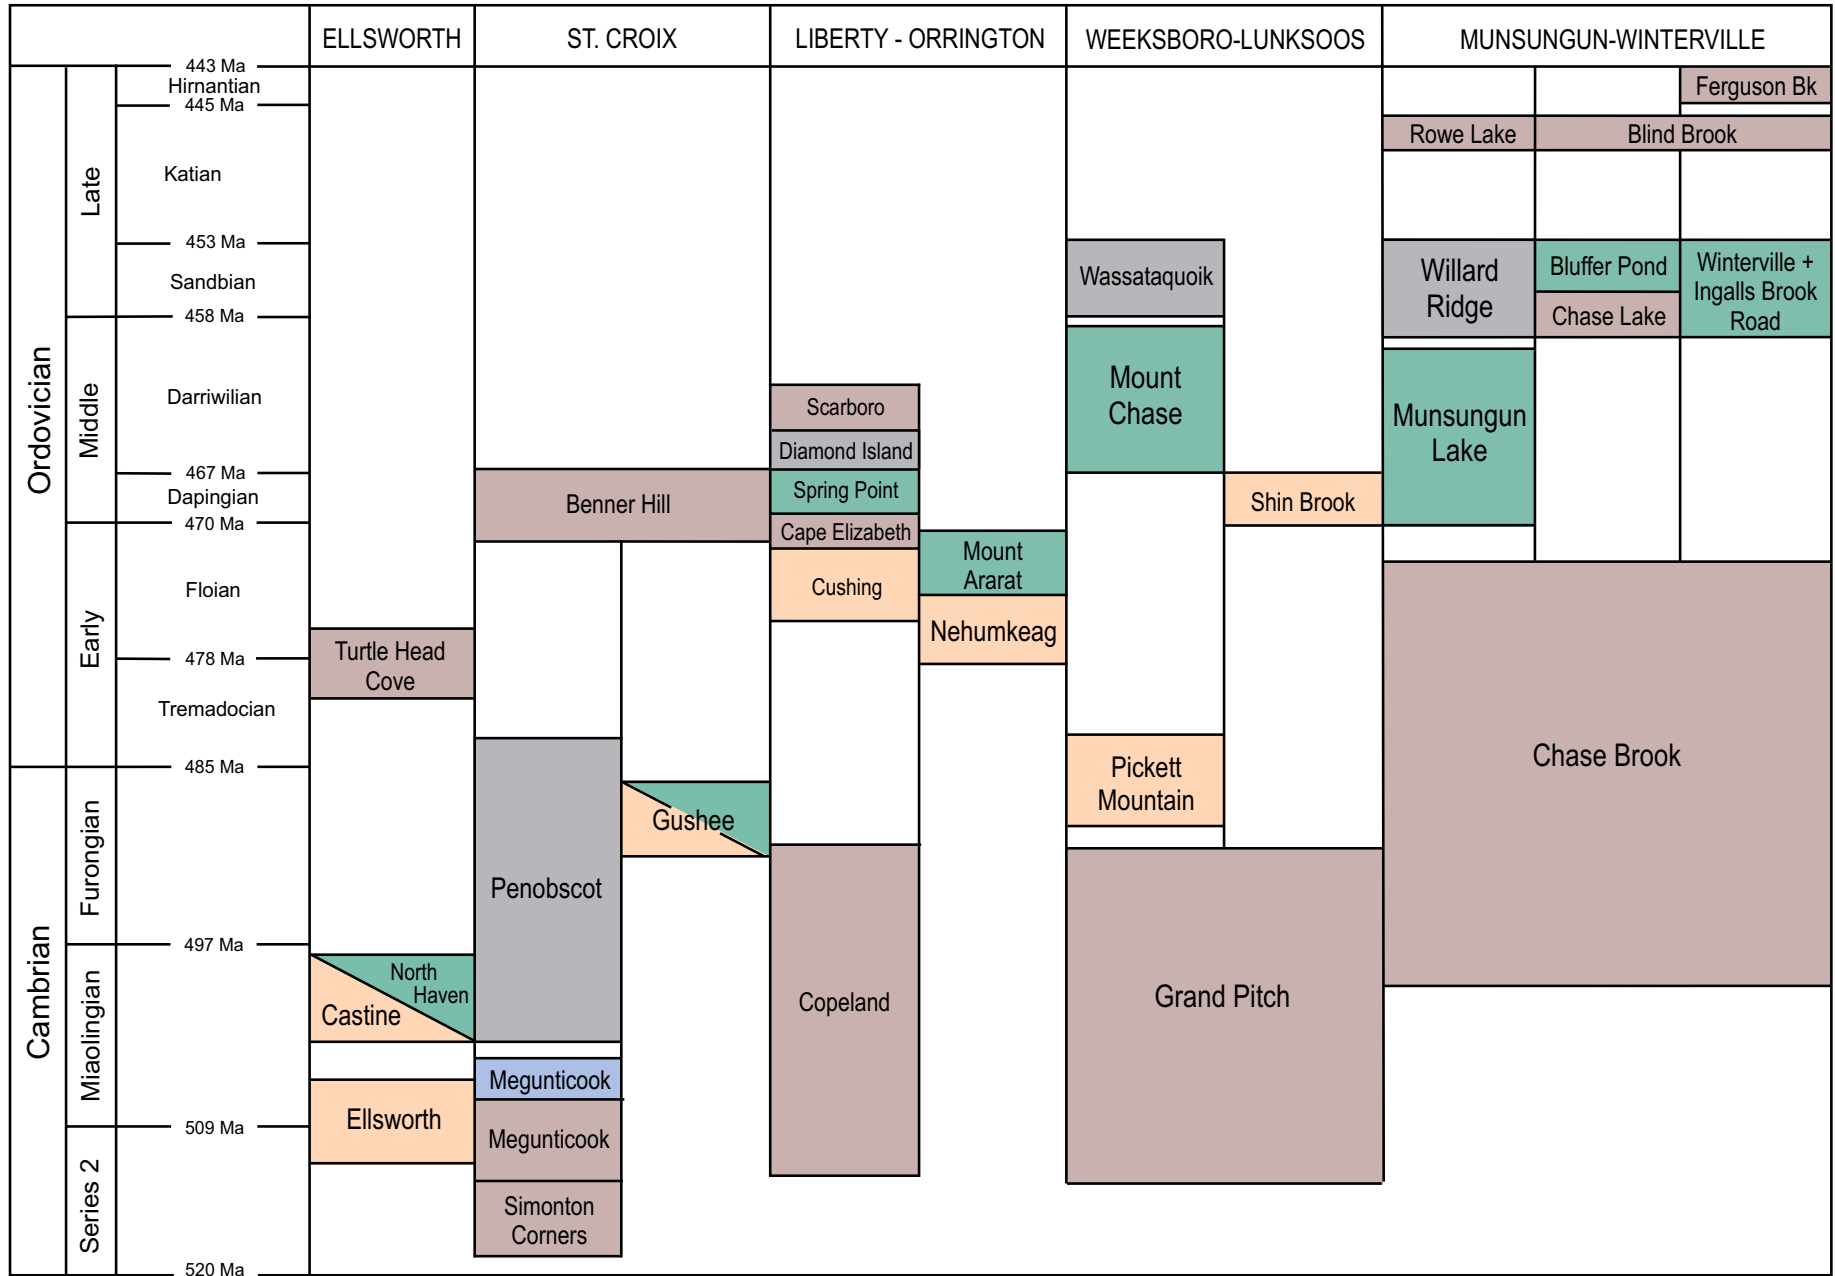 ELLSWORTH
ST. CROIX
LIBERTY - ORRINGTON
WEEKSBORO-LUNKSOOS
MUNSUNGUN-WINTERVILLE
Ordovician
Cambrian
Late
Middle
Early
Furongian
Miaolingian
Series 2
443 Ma
Hirnantian
445 Ma
Katian
453 Ma
Sandbian
458 Ma
Darriwilian
467 Ma
Dapingian
470 Ma
Floian
478 Ma
Tremadocian
485 Ma
497 Ma
509 Ma
520 Ma
Turtle Head
Cove
North
Haven
Castine
Ellsworth
Benner Hill
Penobscot
Gushee
Megunticook
Megunticook
Simonton
Corners
Scarboro
Diamond Island
Spring Point
Cape Elizabeth
Cushing
Mount
Ararat
Nehumkeag
Copeland
Wassataquoik
Mount
Chase
Shin Brook
Pickett
Mountain
Grand Pitch
Ferguson Bk
Rowe Lake
Blind Brook
Willard
Ridge
Bluffer Pond
Chase Lake
Winterville +
Ingalls Brook
Road
Munsungun
Lake
Chase Brook